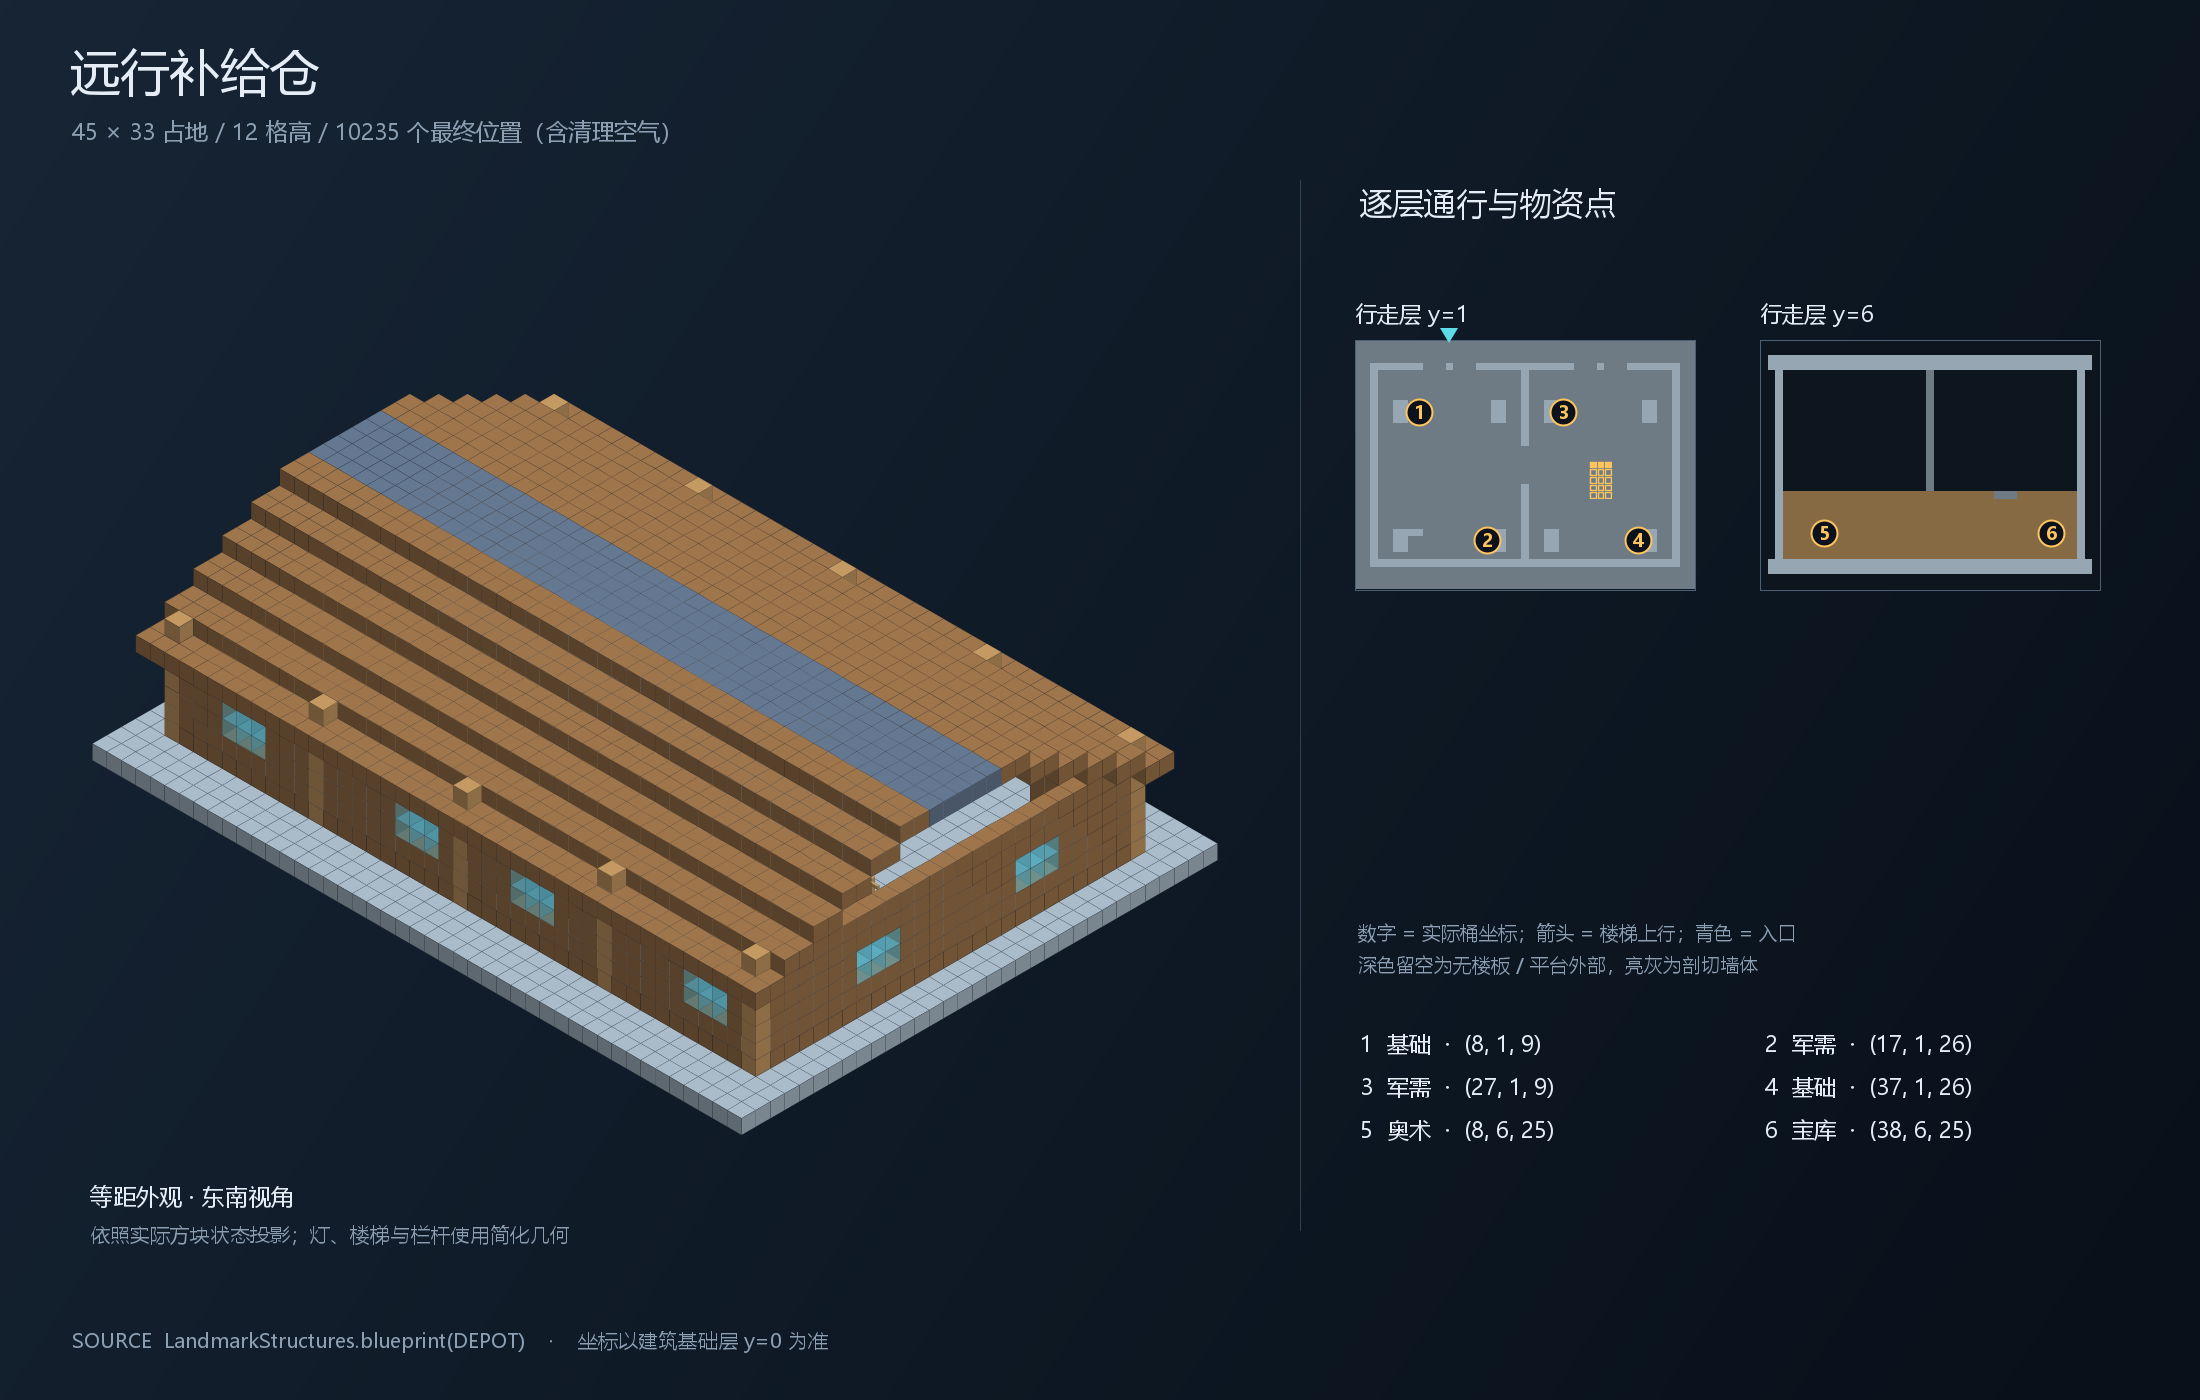 远行补给仓
45 × 33 占地 / 12 格高 / 10235 个最终位置（含清理空气）
逐层通行与物资点
行走层 y=1
行走层 y=6
1
3
2
4
5
6
数字 = 实际桶坐标；箭头 = 楼梯上行；青色 = 入口
深色留空为无楼板 / 平台外部，亮灰为剖切墙体
1 基础 · (8, 1, 9)
2 军需 · (17, 1, 26)
3 军需 · (27, 1, 9)
4 基础 · (37, 1, 26)
5 奥术 · (8, 6, 25)
6 宝库 · (38, 6, 25)
等距外观 · 东南视角
依照实际方块状态投影；灯、楼梯与栏杆使用简化几何
SOURCE LandmarkStructures.blueprint(DEPOT) · 坐标以建筑基础层 y=0 为准